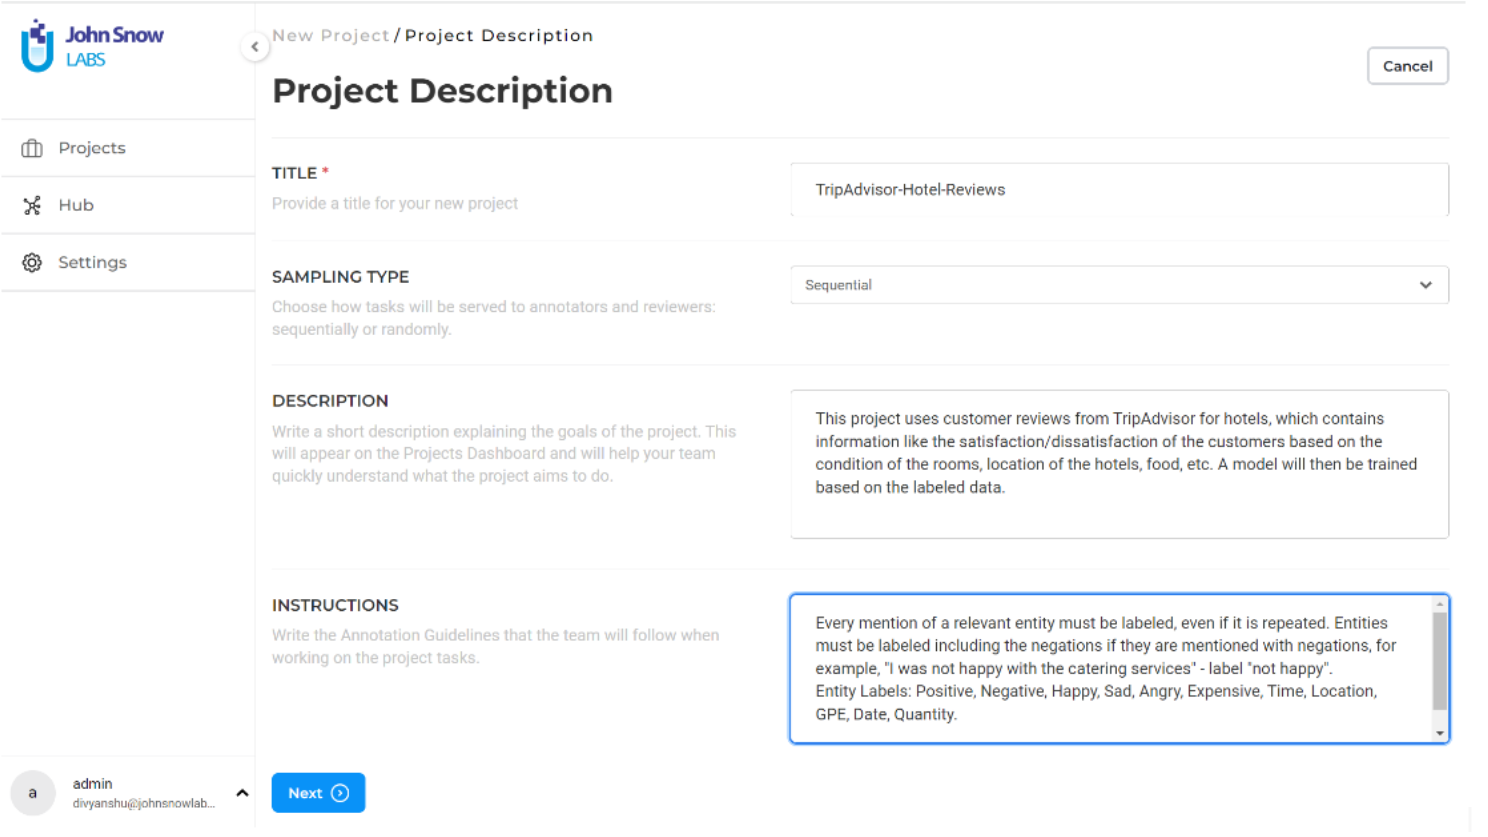 John Snow
LABS
New Project / Project Description
Project Description
Cancel
Projects
Hub
Settings
TITLE *
Provide a title for your new project
TripAdvisor-Hotel-Reviews
SAMPLING TYPE
Choose how tasks will be served to annotators and reviewers:
sequentially or randomly.
Sequential
DESCRIPTION
Write a short description explaining the goals of the project. This
will appear on the Projects Dashboard and will help your team
quickly understand what the project aims to do.
This project uses customer reviews from TripAdvisor for hotels, which contains
information like the satisfaction/dissatisfaction of the customers based on the
condition of the rooms, location of the hotels, food, etc. A model will then be trained
based on the labeled data.
INSTRUCTIONS
Write the Annotation Guidelines that the team will follow when
working on the project tasks.
Every mention of a relevant entity must be labeled, even if it is repeated. Entities
must be labeled including the negations if they are mentioned with negations, for
example, "I was not happy with the catering services" - label "not happy".
Entity Labels: Positive, Negative, Happy, Sad, Angry, Expensive, Time, Location,
GPE, Date, Quantity.
a
admin
divyanshu@johnsnowlab...
Next